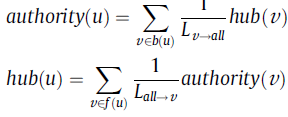 authority(u) = ∑_{v∈b(u)} 1/L_{v→all} hub(v)
hub(u) = ∑_{v∈f(u)} 1/L_{all→v} authority(v)